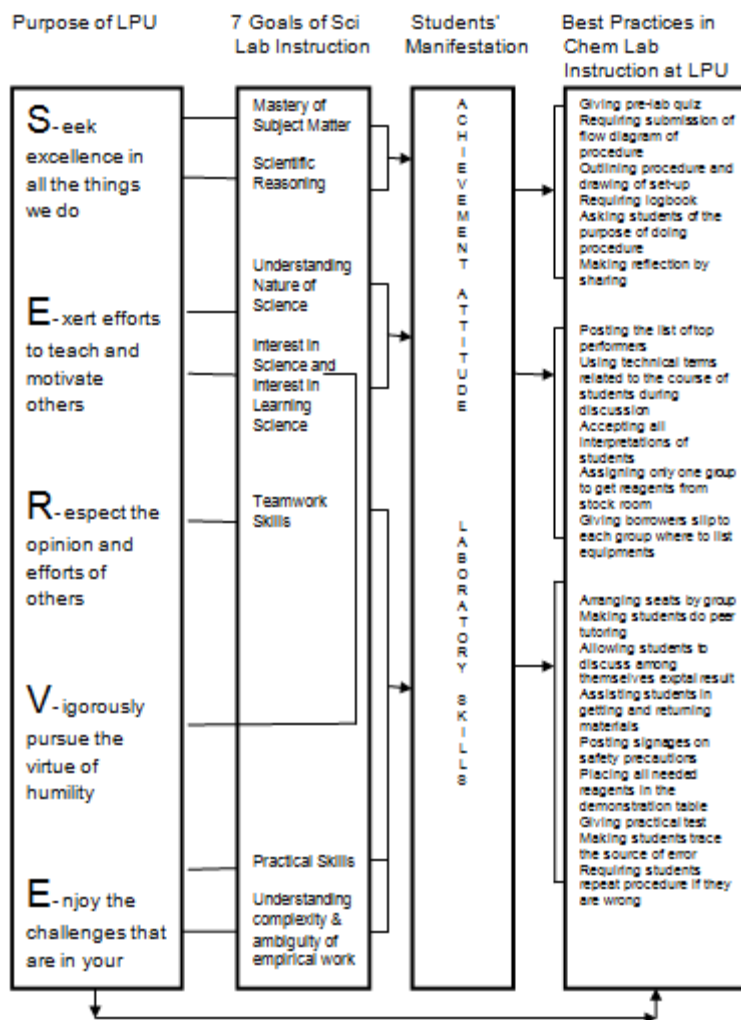 Purpose of LPU
7 Goals of Sci
Lab Instruction
Students'
Manifestation
Best Practices in
Chem Lab
Instruction at LPU
S-eek
excellence in
all the things
we do
E-xert efforts
to teach and
motivate
others
R-espect the
opinion and
efforts of
others
V-igorously
pursue the
virtue of
humility
E-njoy the
challenges that
are in your
Mastery of
Subject Matter
Scientific
Reasoning
Understanding
Nature of
Science
Interest in
Science and
Interest in
Learning
Science
Teamwork
Skills
Practical Skills
Understanding
complexity &
ambiguity of
empirical work
ACHIEVEMENT
ATTITUDE
LABORATORY
SKILLS
Giving pre-lab quiz
Requiring submission of
flow diagram of
procedure
Outlining procedure and
drawing of set-up
Requiring logbook
Asking students of the
purpose of doing
procedure
Making reflection by
sharing
Posting the list of top
performers
Using technical terms
related to the course of
students during
discussion
Accepting all
interpretations of
students
Assigning only one group
to get reagents from
stock room
Giving borrowers slip to
each group where to list
equipments
Arranging seats by group
Making students do peer
tutoring
Allowing students to
discuss among
themselves exptal result
Assisting students in
getting and returning
materials
Posting signages on
safety precautions
Placing all needed
reagents in the
demonstration table
Giving practical test
Making students trace
the source of error
Requiring students
repeat procedure if they
are wrong